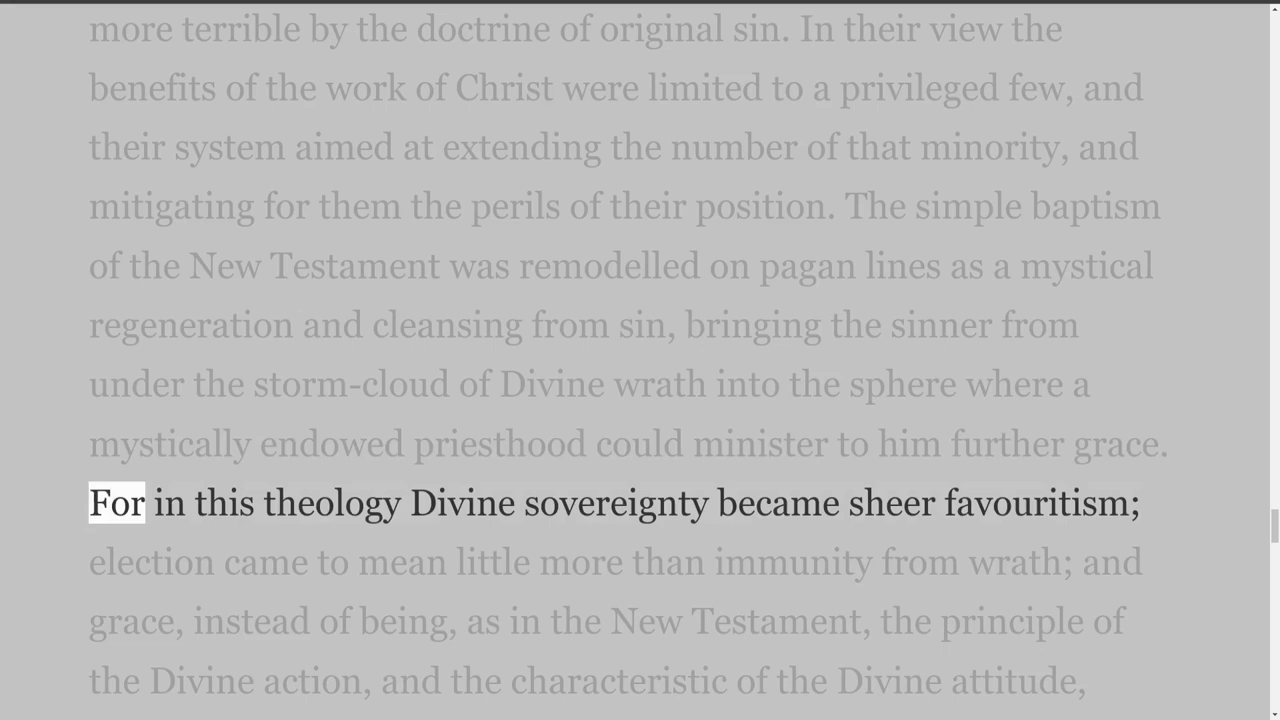 more terrible by the doctrine of original sin. In their view the
benefits of the work of Christ were limited to a privileged few, and
their system aimed at extending the number of that minority, and
mitigating for them the perils of their position. The simple baptism
of the New Testament was remodelled on pagan lines as a mystical
regeneration and cleansing from sin, bringing the sinner from
under the storm-cloud of Divine wrath into the sphere where a
mystically endowed priesthood could minister to him further grace.
For in this theology Divine sovereignty became sheer favouritism;
election came to mean little more than immunity from wrath; and
grace, instead of being, as in the New Testament, the principle of
the Divine action, and the characteristic of the Divine attitude,